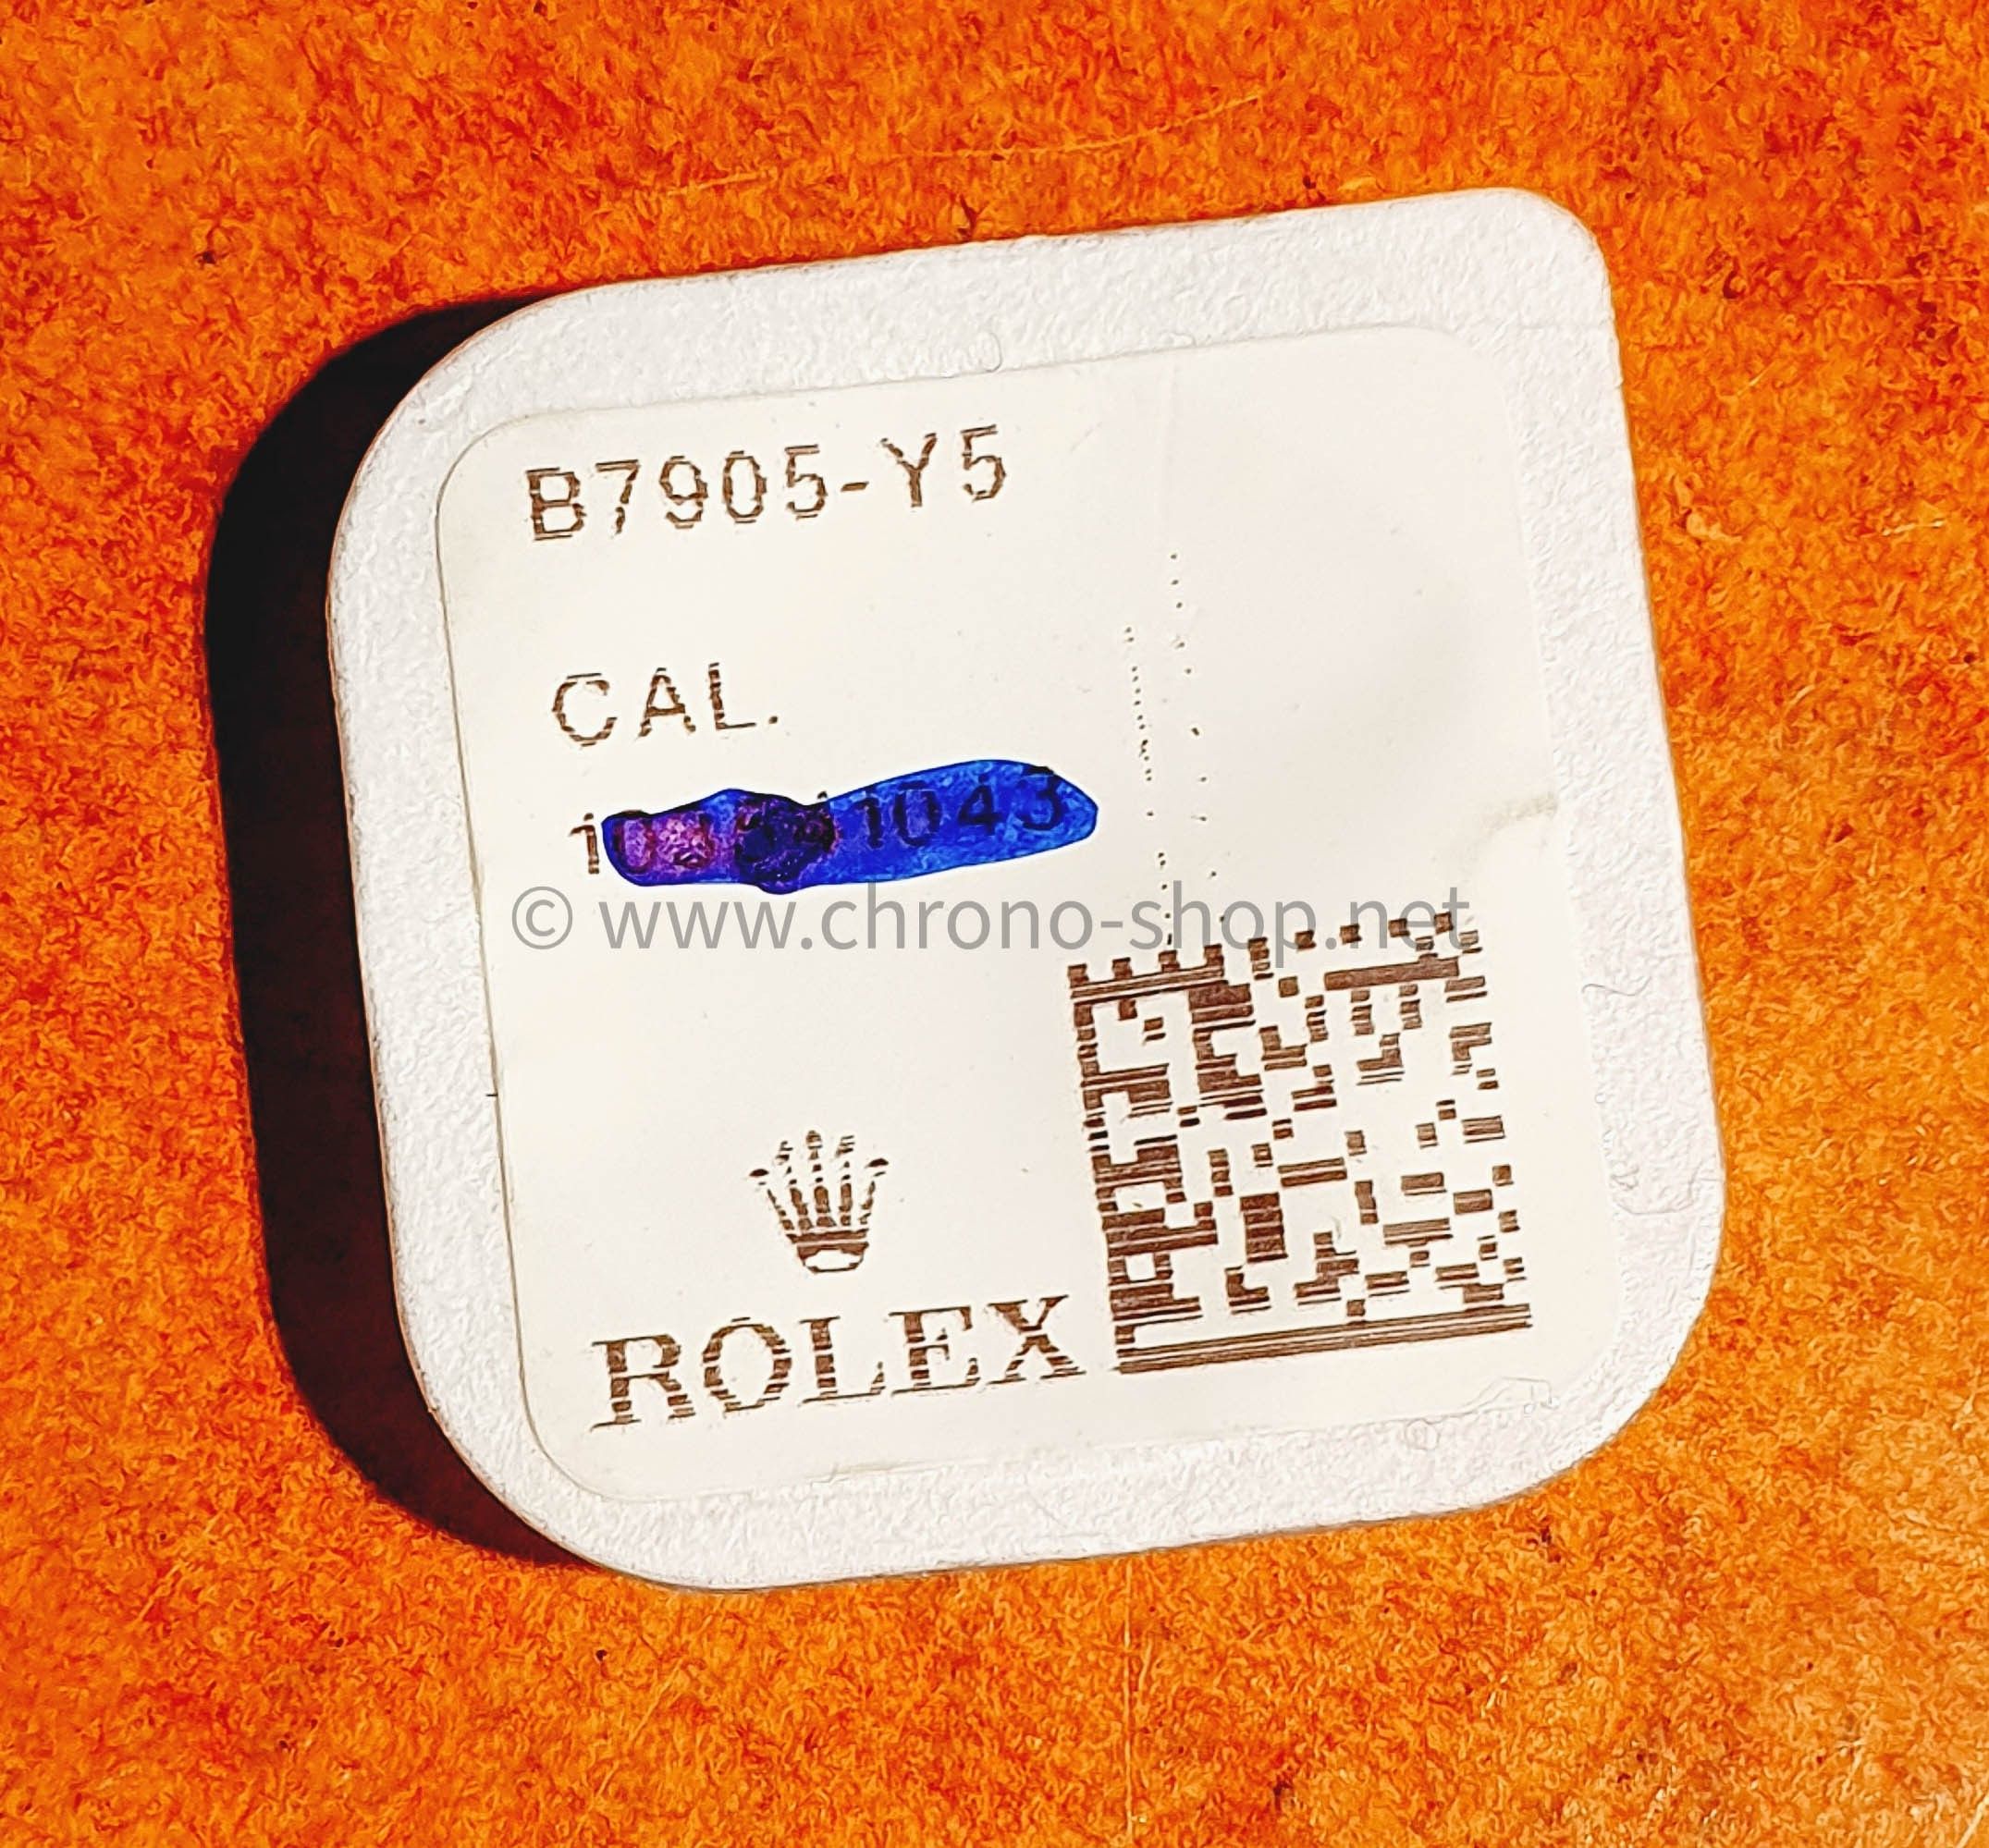 B7905-Y5
CAL.
© www.chrono-shop.net
ROLEX